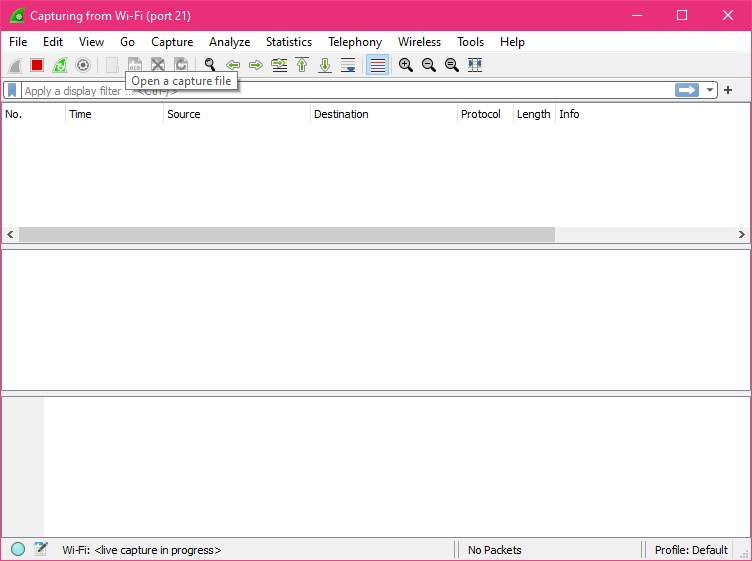 Capturing from Wi-Fi (port 21)
File Edit View Go Capture Analyze Statistics Telephony Wireless Tools Help
Open a capture file
Apply a display filter ... <Ctrl-/>
No. Time Source Destination Protocol Length Info
Wi-Fi: <live capture in progress> No Packets Profile: Default